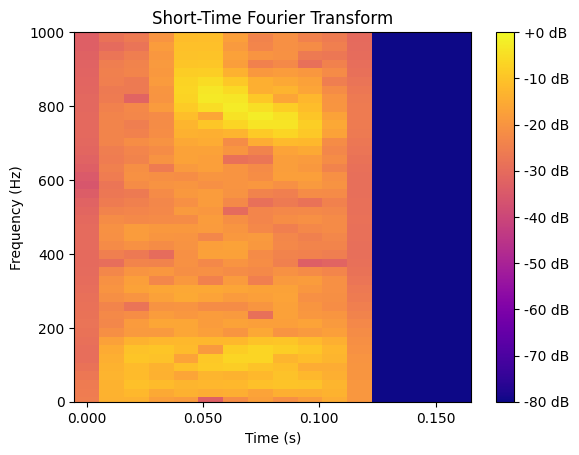 Short-Time Fourier Transform
1000
800
600
400
200
0
Frequency (Hz)
0.000
0.050
0.100
0.150
Time (s)
+0 dB
-10 dB
-20 dB
-30 dB
-40 dB
-50 dB
-60 dB
-70 dB
-80 dB